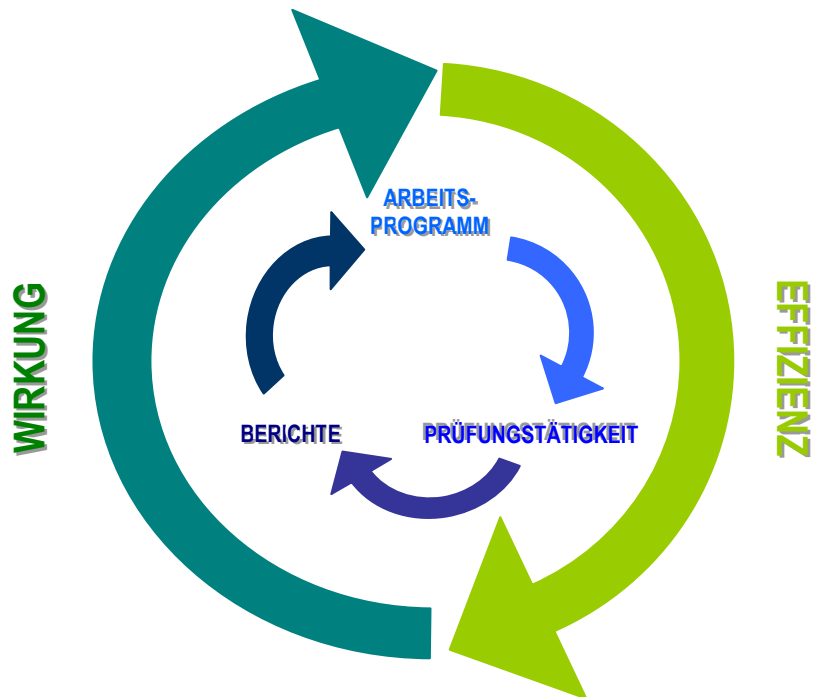 ARBEITS-
PROGRAMM
WIRKUNG
EFFIZIENZ
BERICHTE
PRÜFUNGSTÄTIGKEIT